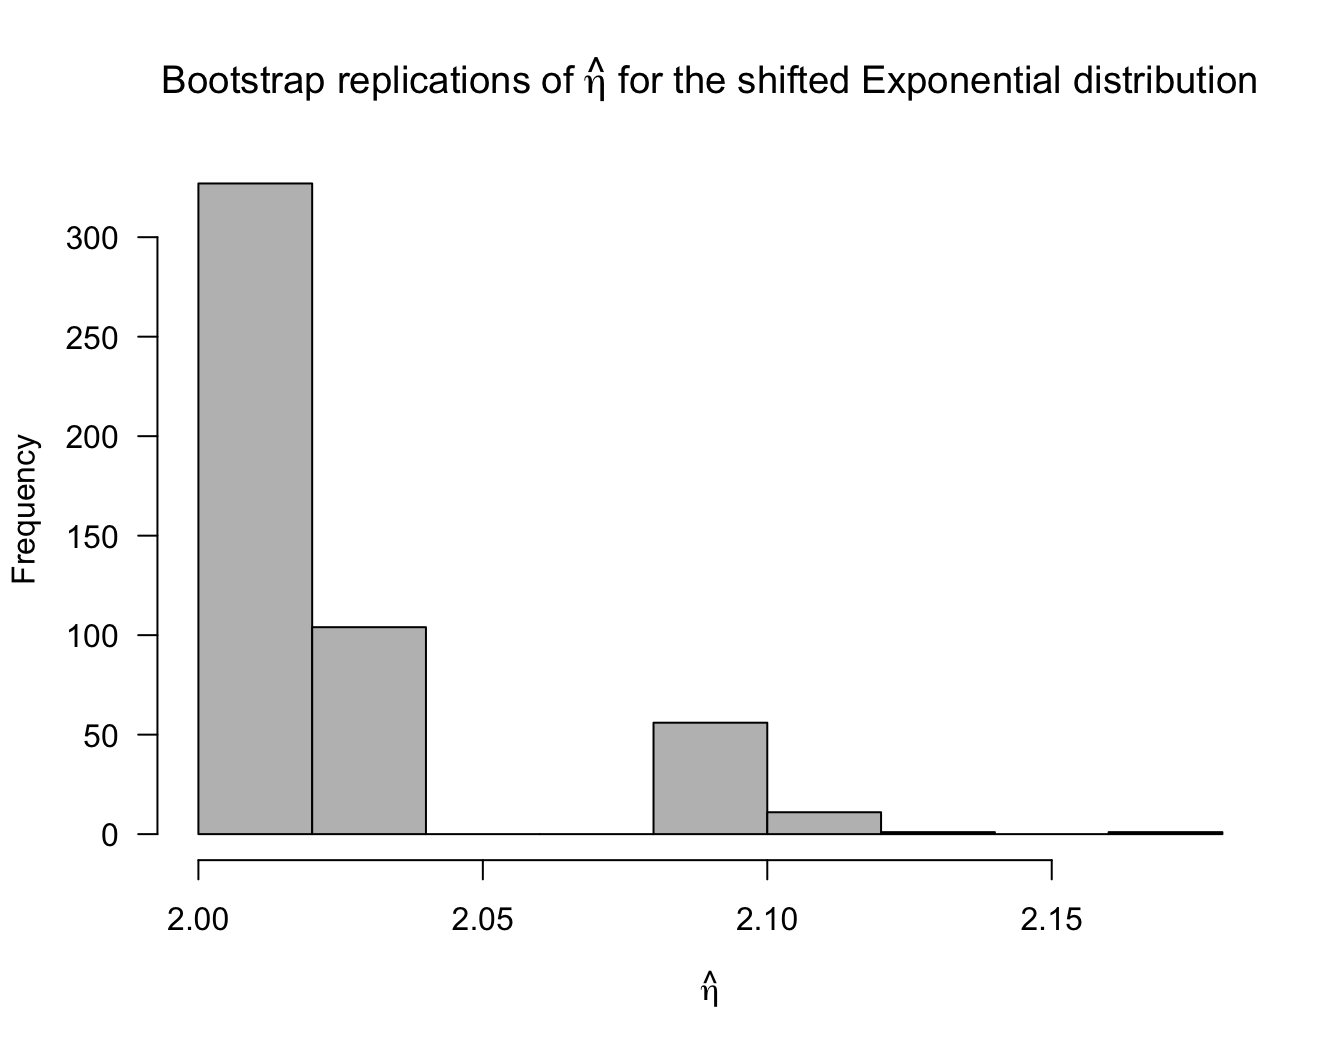 Bootstrap replications of η̂ for the shifted Exponential distribution
Frequency
300
250
200
150
100
50
0
2.00 2.05 2.10 2.15
η̂